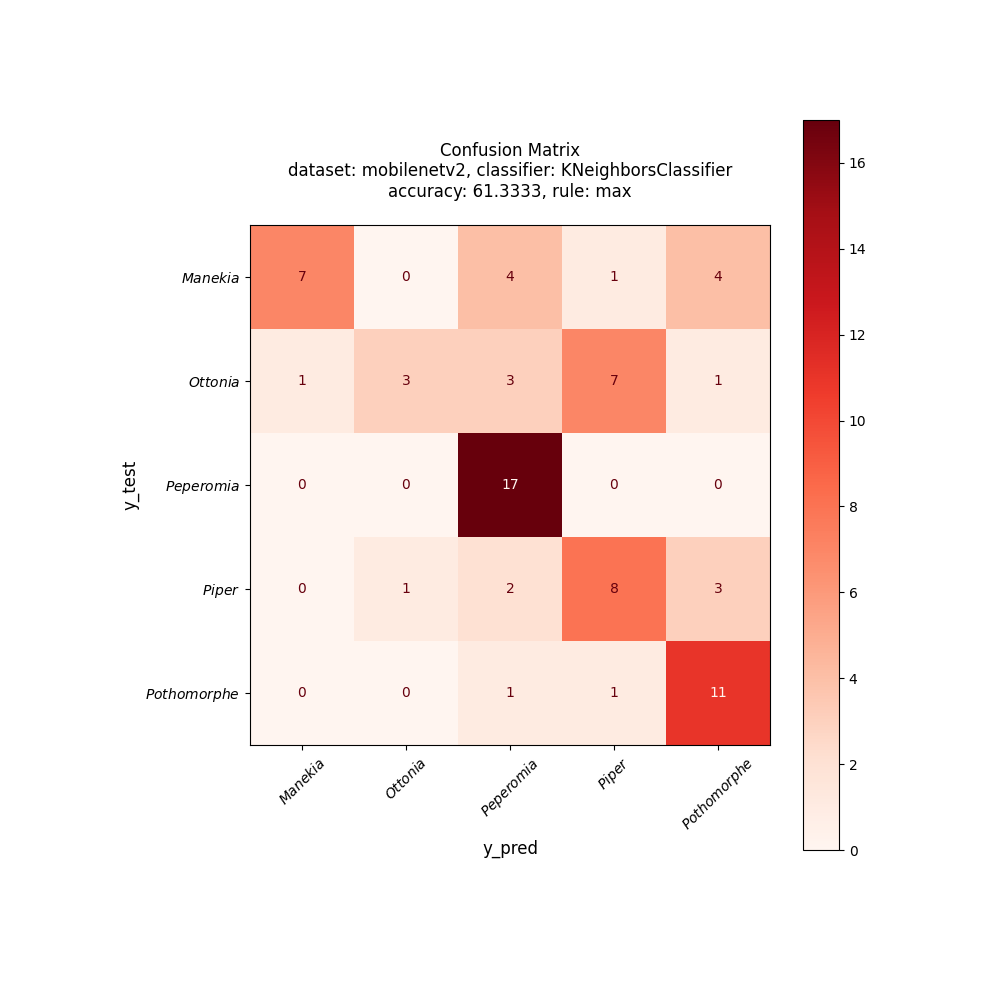 Confusion Matrix
dataset: mobilenetv2, classifier: KNeighborsClassifier
accuracy: 61.3333, rule: max
y_test
Manekia 7 0 4 1 4
Ottonia 1 3 3 7 1
Peperomia 0 0 17 0 0
Piper 0 1 2 8 3
Pothomorphe 0 0 1 1 11
Manekia Ottonia Peperomia Piper Pothomorphe
y_pred
16
14
12
10
8
6
4
2
0